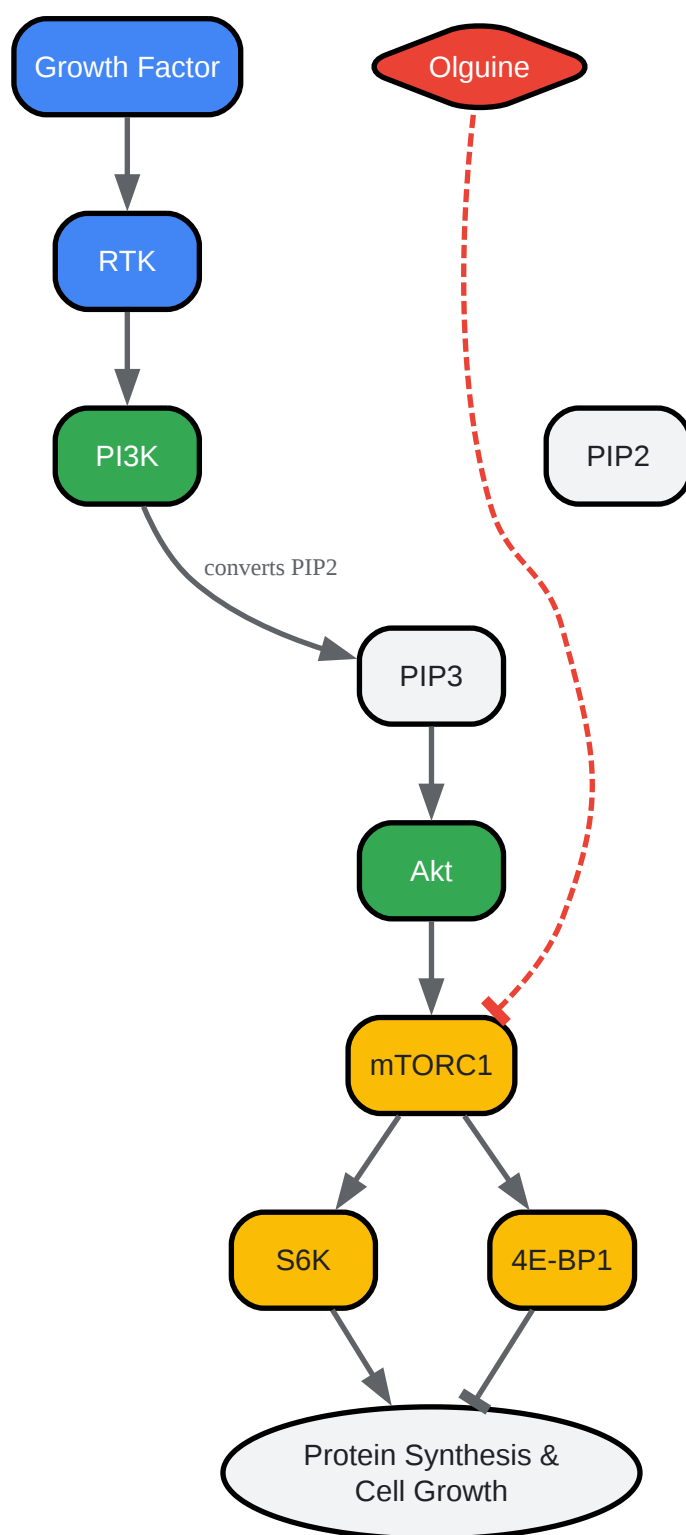 Growth Factor
Olguine
RTK
PI3K
PIP2
converts PIP2
PIP3
Akt
mTORC1
S6K
4E-BP1
Protein Synthesis &
Cell Growth